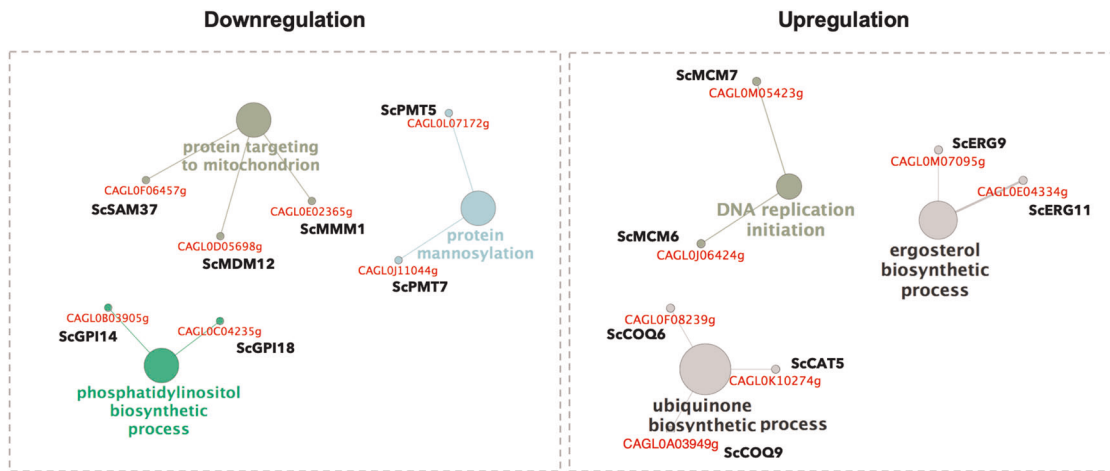 Downregulation
Upregulation
ScPMT5
CAGL0L07172g
protein targeting
to mitochondrion
CAGL0F06457g
ScSAM37
CAGL0E02365g
ScMMM1
CAGL0D05698g
ScMDM12
protein
mannosylation
CAGL0J11044g
ScPMT7
CAGL0B03905g
ScGPI14
CAGL0C04235g
ScGPI18
phosphatidylinositol
biosynthetic
process
ScMCM7
CAGL0M05423g
DNA replication
initiation
ScMCM6
CAGL0J06424g
ScERG9
CAGL0M07095g
CAGL0E04334g
ScERG11
ergosterol
biosynthetic
process
CAGL0F08239g
ScCOQ6
ScCAT5
CAGL0K10274g
ubiquinone
biosynthetic process
CAGL0A03949g
ScCOQ9